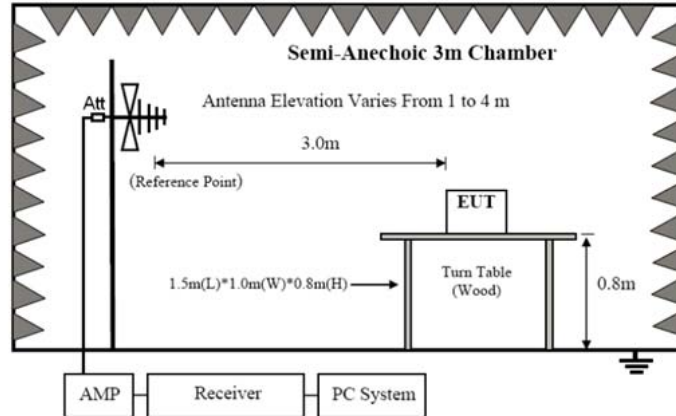 Semi-Anechoic 3m Chamber
Att
Antenna Elevation Varies From 1 to 4 m
3.0m
(Reference Point)
EUT
1.5m(L)*1.0m(W)*0.8m(H)
Turn Table
(Wood)
0.8m
AMP
Receiver
PC System